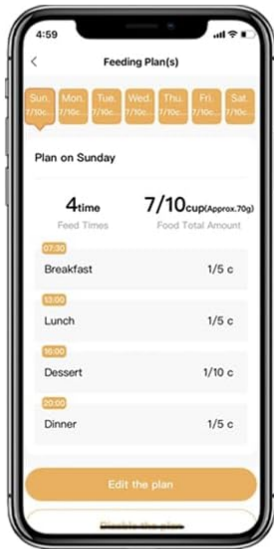 4:59
Feeding Plan(s)
Sun. Mon. Tue. Wed. Thu. Fri. Sat.
7/10c... 7/10c... 7/10c... 7/10c... 7/10c... 7/10c... 7/10c...
Plan on Sunday
4time 7/10cup(Approx.70g)
Feed Times Food Total Amount
07:30
Breakfast 1/5 c
13:00
Lunch 1/5 c
16:00
Dessert 1/10 c
20:00
Dinner 1/5 c
Edit the plan
Disable the plan